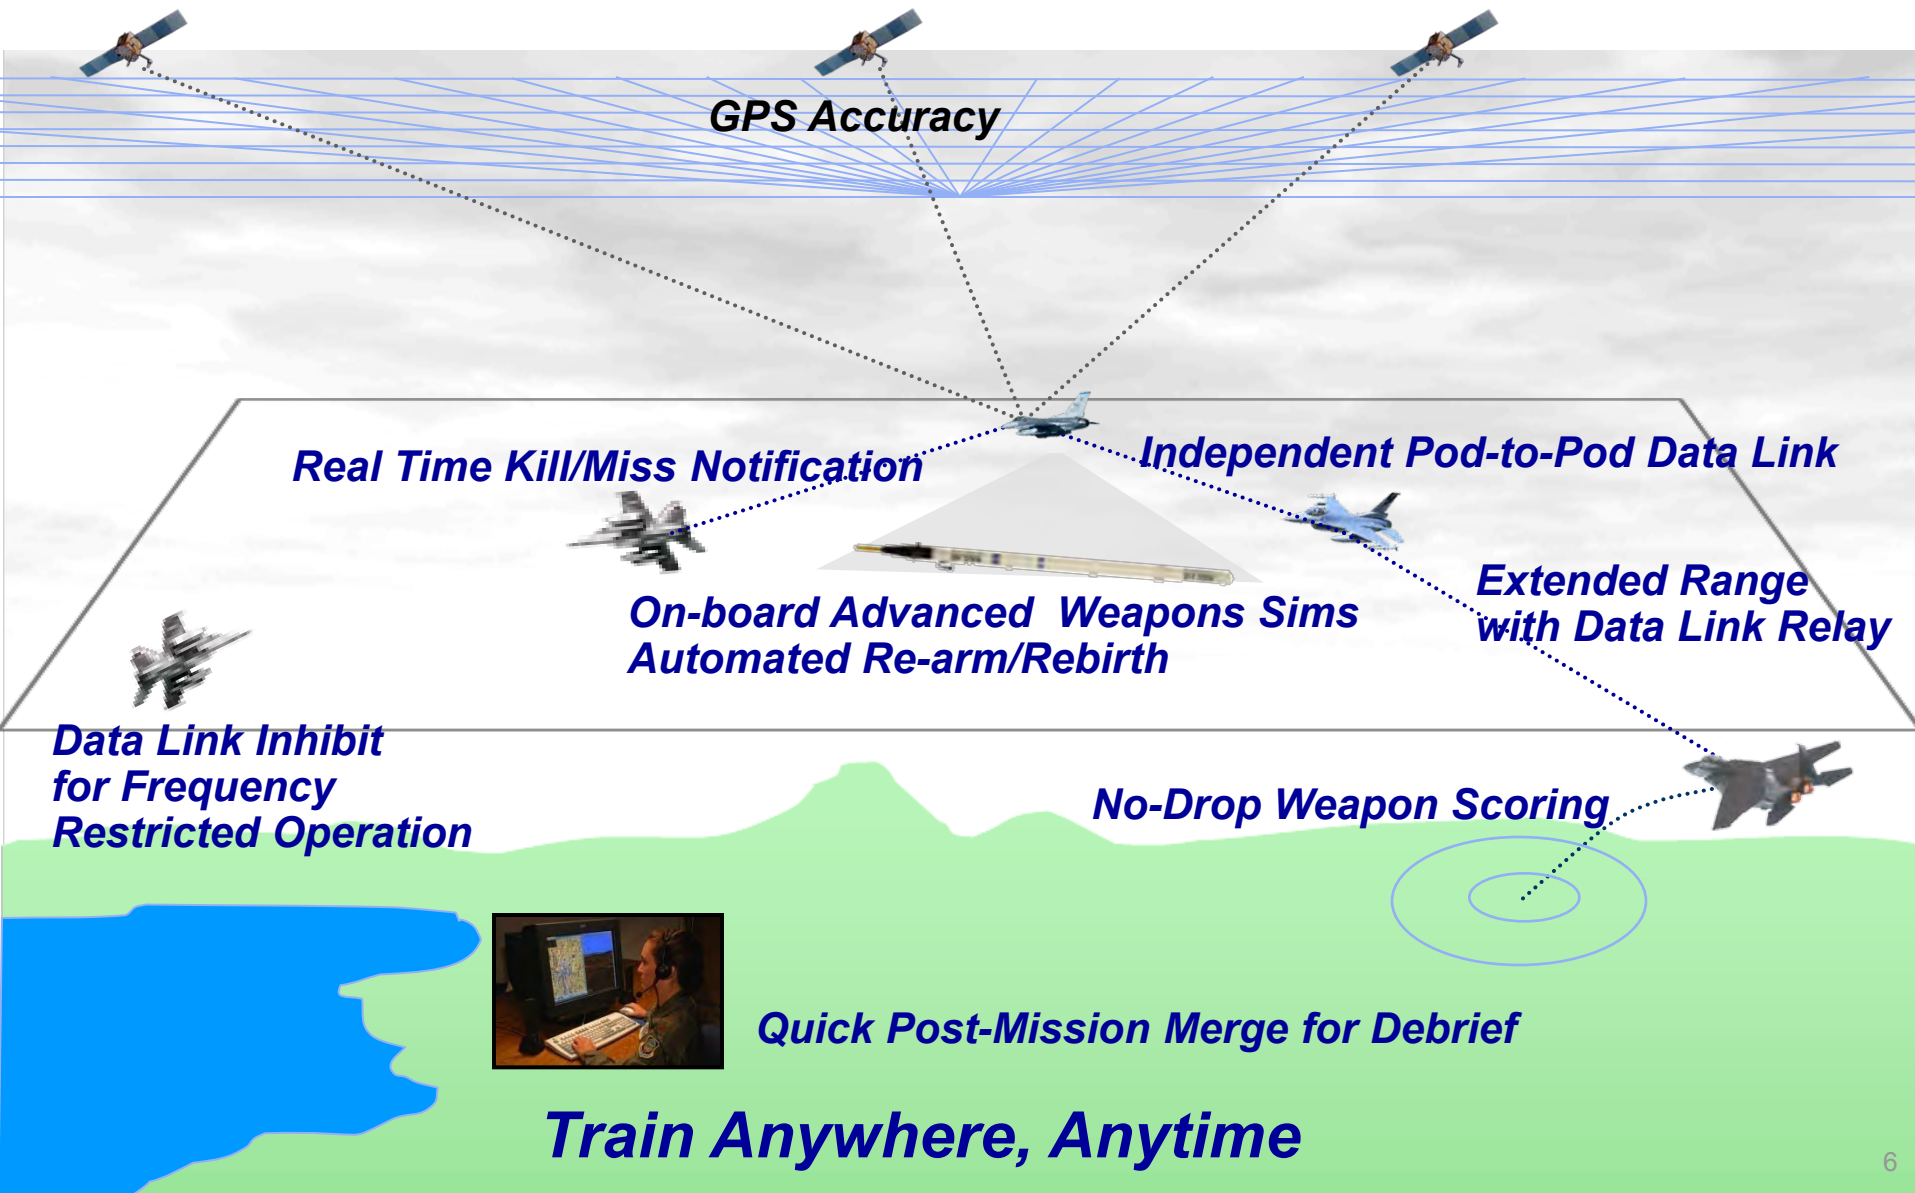 GPS Accuracy
Real Time Kill/Miss Notification
Independent Pod-to-Pod Data Link
Extended Range
with Data Link Relay
On-board Advanced  Weapons Sims
Automated Re-arm/Rebirth
Data Link Inhibit
for Frequency
Restricted Operation
No-Drop Weapon Scoring
Quick Post-Mission Merge for Debrief
Train Anywhere, Anytime
6